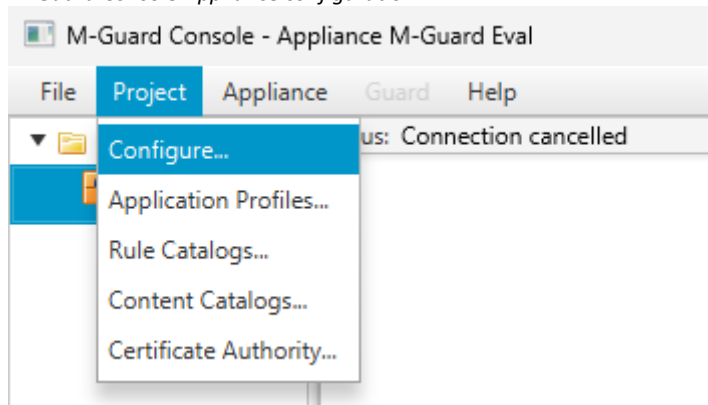 M-Guard Console - Appliance M-Guard Eval
File Project Appliance Guard Help
us: Connection cancelled
Configure...
Application Profiles...
Rule Catalogs...
Content Catalogs...
Certificate Authority...